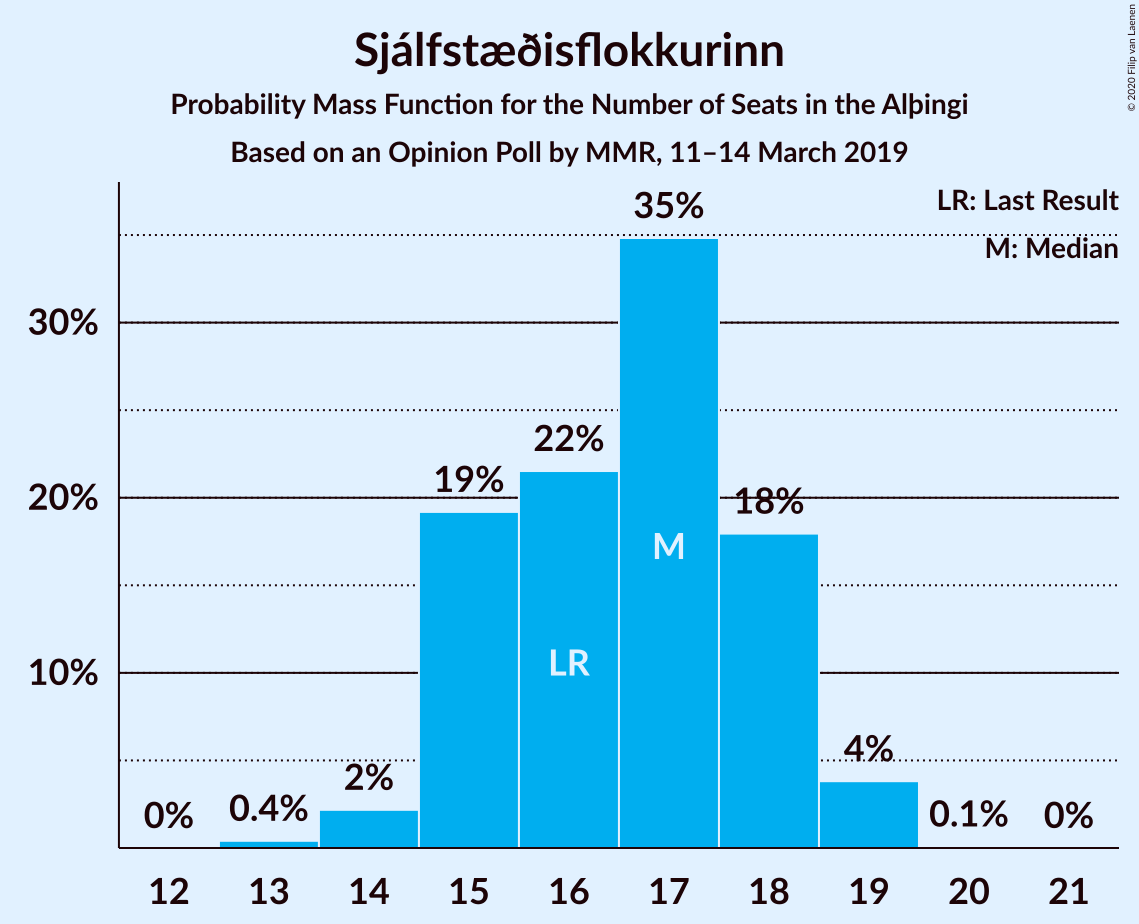 Sjálfstæðisflokkurinn
Probability Mass Function for the Number of Seats in the Alþingi
Based on an Opinion Poll by MMR, 11–14 March 2019
© 2020 Filip van Laenen
LR: Last Result
M: Median
35%
30%
22%
19%
20%
18%
M
LR
10%
4%
2%
0.4%
0%
0.1%
0%
12 13 14 15 16 17 18 19 20 21